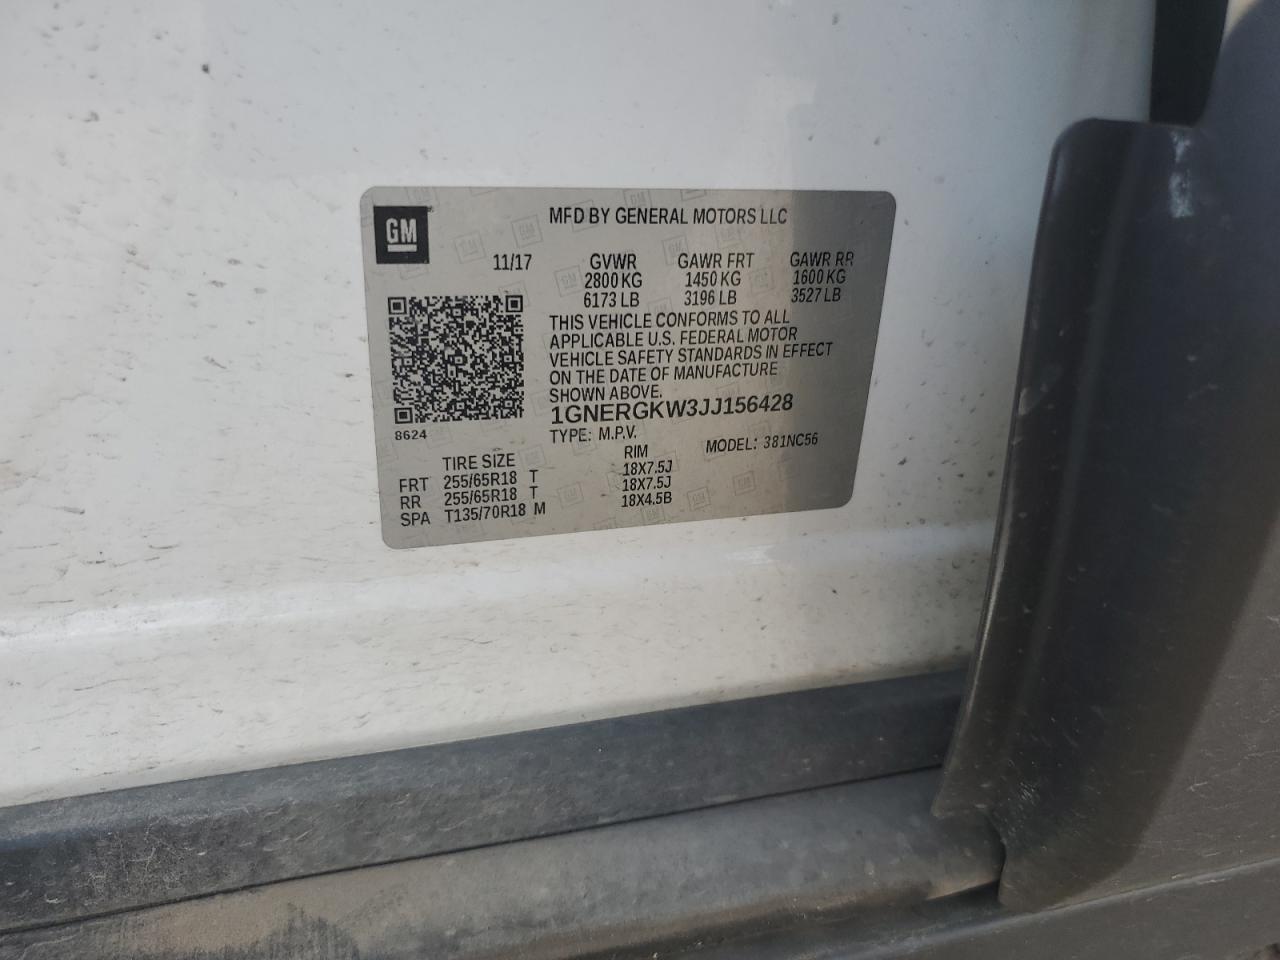 GM
MFD BY GENERAL MOTORS LLC
11/17 GVWR GAWR FRT GAWR RR
2800 KG 1450 KG 1600 KG
6173 LB 3196 LB 3527 LB
THIS VEHICLE CONFORMS TO ALL
APPLICABLE U.S. FEDERAL MOTOR
VEHICLE SAFETY STANDARDS IN EFFECT
ON THE DATE OF MANUFACTURE
SHOWN ABOVE.
1GNERGKW3JJ156428
8624
TYPE: M.P.V. MODEL: 381NC56
TIRE SIZE RIM
FRT 255/65R18 T 18X7.5J
RR 255/65R18 T 18X7.5J
SPA T135/70R18 M 18X4.5B